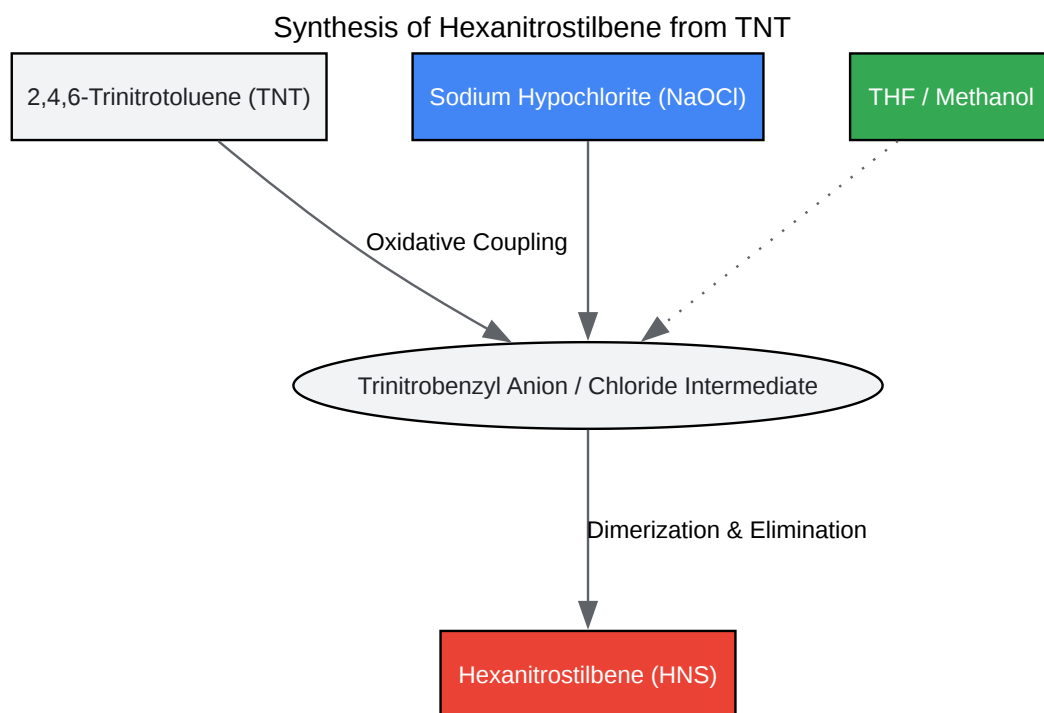 Synthesis of Hexanitrostilbene from TNT
2,4,6-Trinitrotoluene (TNT)
Sodium Hypochlorite (NaOCl)
THF / Methanol
Oxidative Coupling
Trinitrobenzyl Anion / Chloride Intermediate
Dimerization & Elimination
Hexanitrostilbene (HNS)